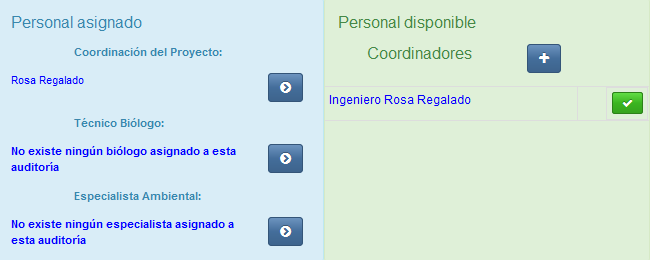 Personal asignado
Coordinación del Proyecto:
Rosa Regalado
Técnico Biólogo:
No existe ningún biólogo asignado a esta
auditoría
Especialista Ambiental:
No existe ningún especialista asignado a
esta auditoría
Personal disponible
Coordinadores
Ingeniero Rosa Regalado